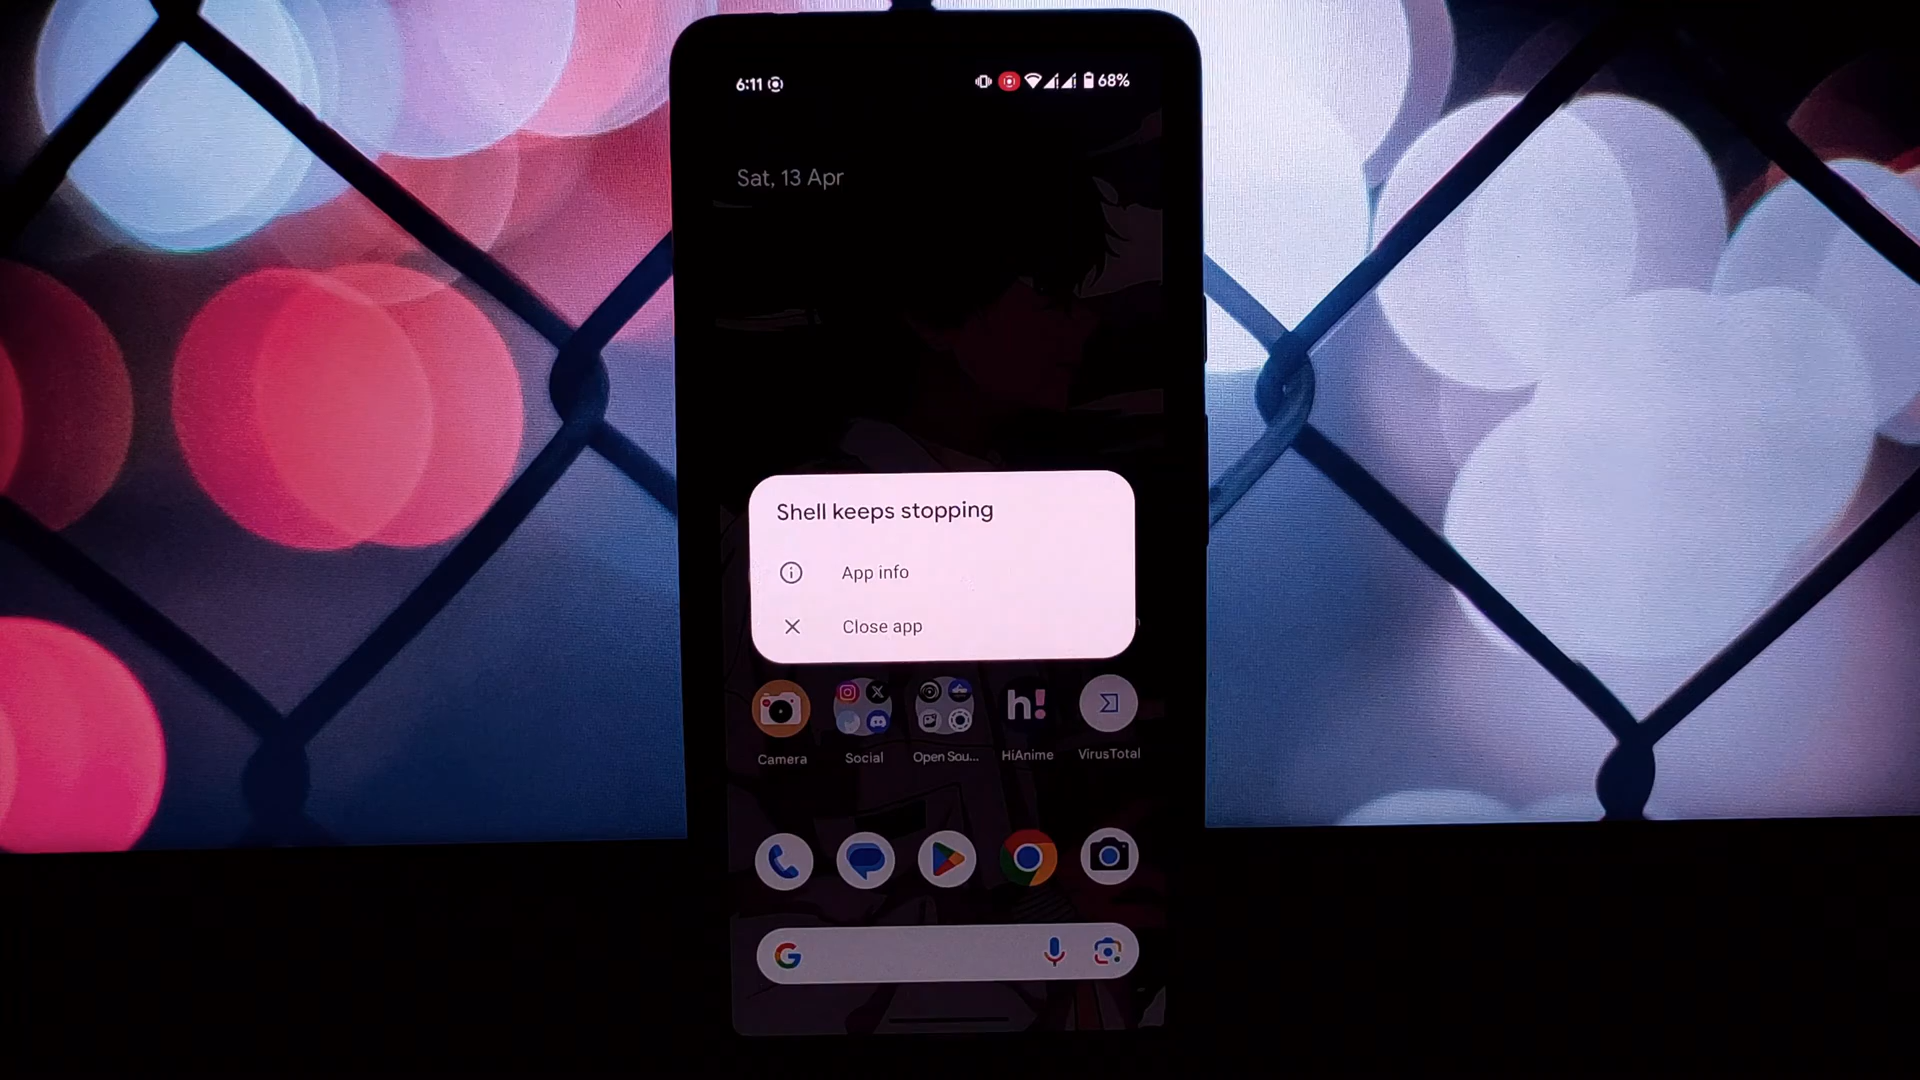 6:11
68%
Sat, 13 Apr
Shell keeps stopping
App info
Close app
Camera
Social
Open Sou...
HiAnime
VirusTotal
h!
G